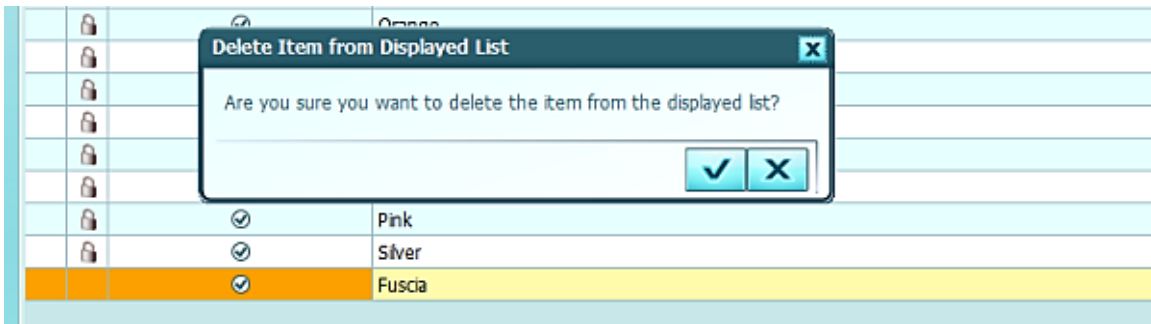 Orange
Delete Item from Displayed List
Are you sure you want to delete the item from the displayed list?
Pink
Silver
Fuscia